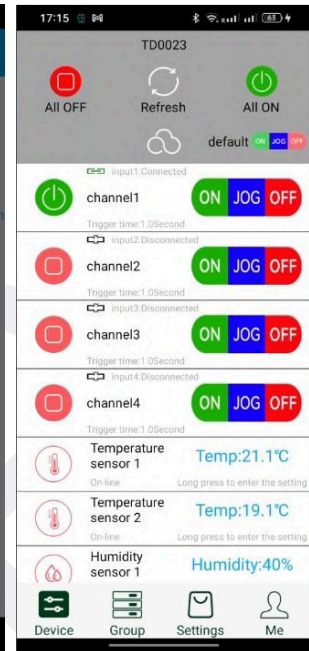 17:15 63
TD0023
All OFF Refresh All ON
default ON JOG OFF
input1:Connected
channel1 ON JOG OFF
Trigger time:1.0Second
input2:Disconnected
channel2 ON JOG OFF
Trigger time:1.0Second
input3:Disconnected
channel3 ON JOG OFF
Trigger time:1.0Second
input4:Disconnected
channel4 ON JOG OFF
Trigger time:1.0Second
Temperature
sensor 1 Temp:21.1℃
On-line Long press to enter the setting
Temperature
sensor 2 Temp:19.1℃
On-line Long press to enter the setting
Humidity
sensor 1 Humidity:40%
Device Group Settings Me